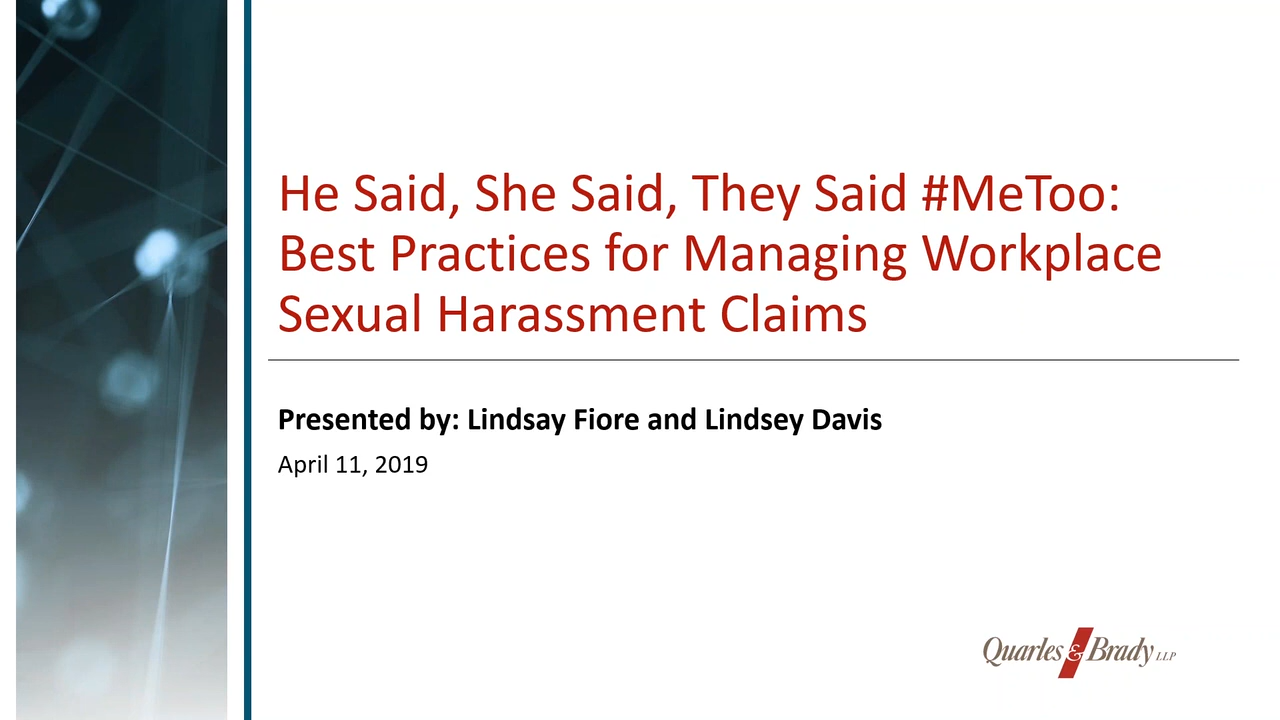 He Said, She Said, They Said #MeToo:
Best Practices for Managing Workplace
Sexual Harassment Claims
Presented by: Lindsay Fiore and Lindsey Davis
April 11, 2019
Quarles & Brady LLP